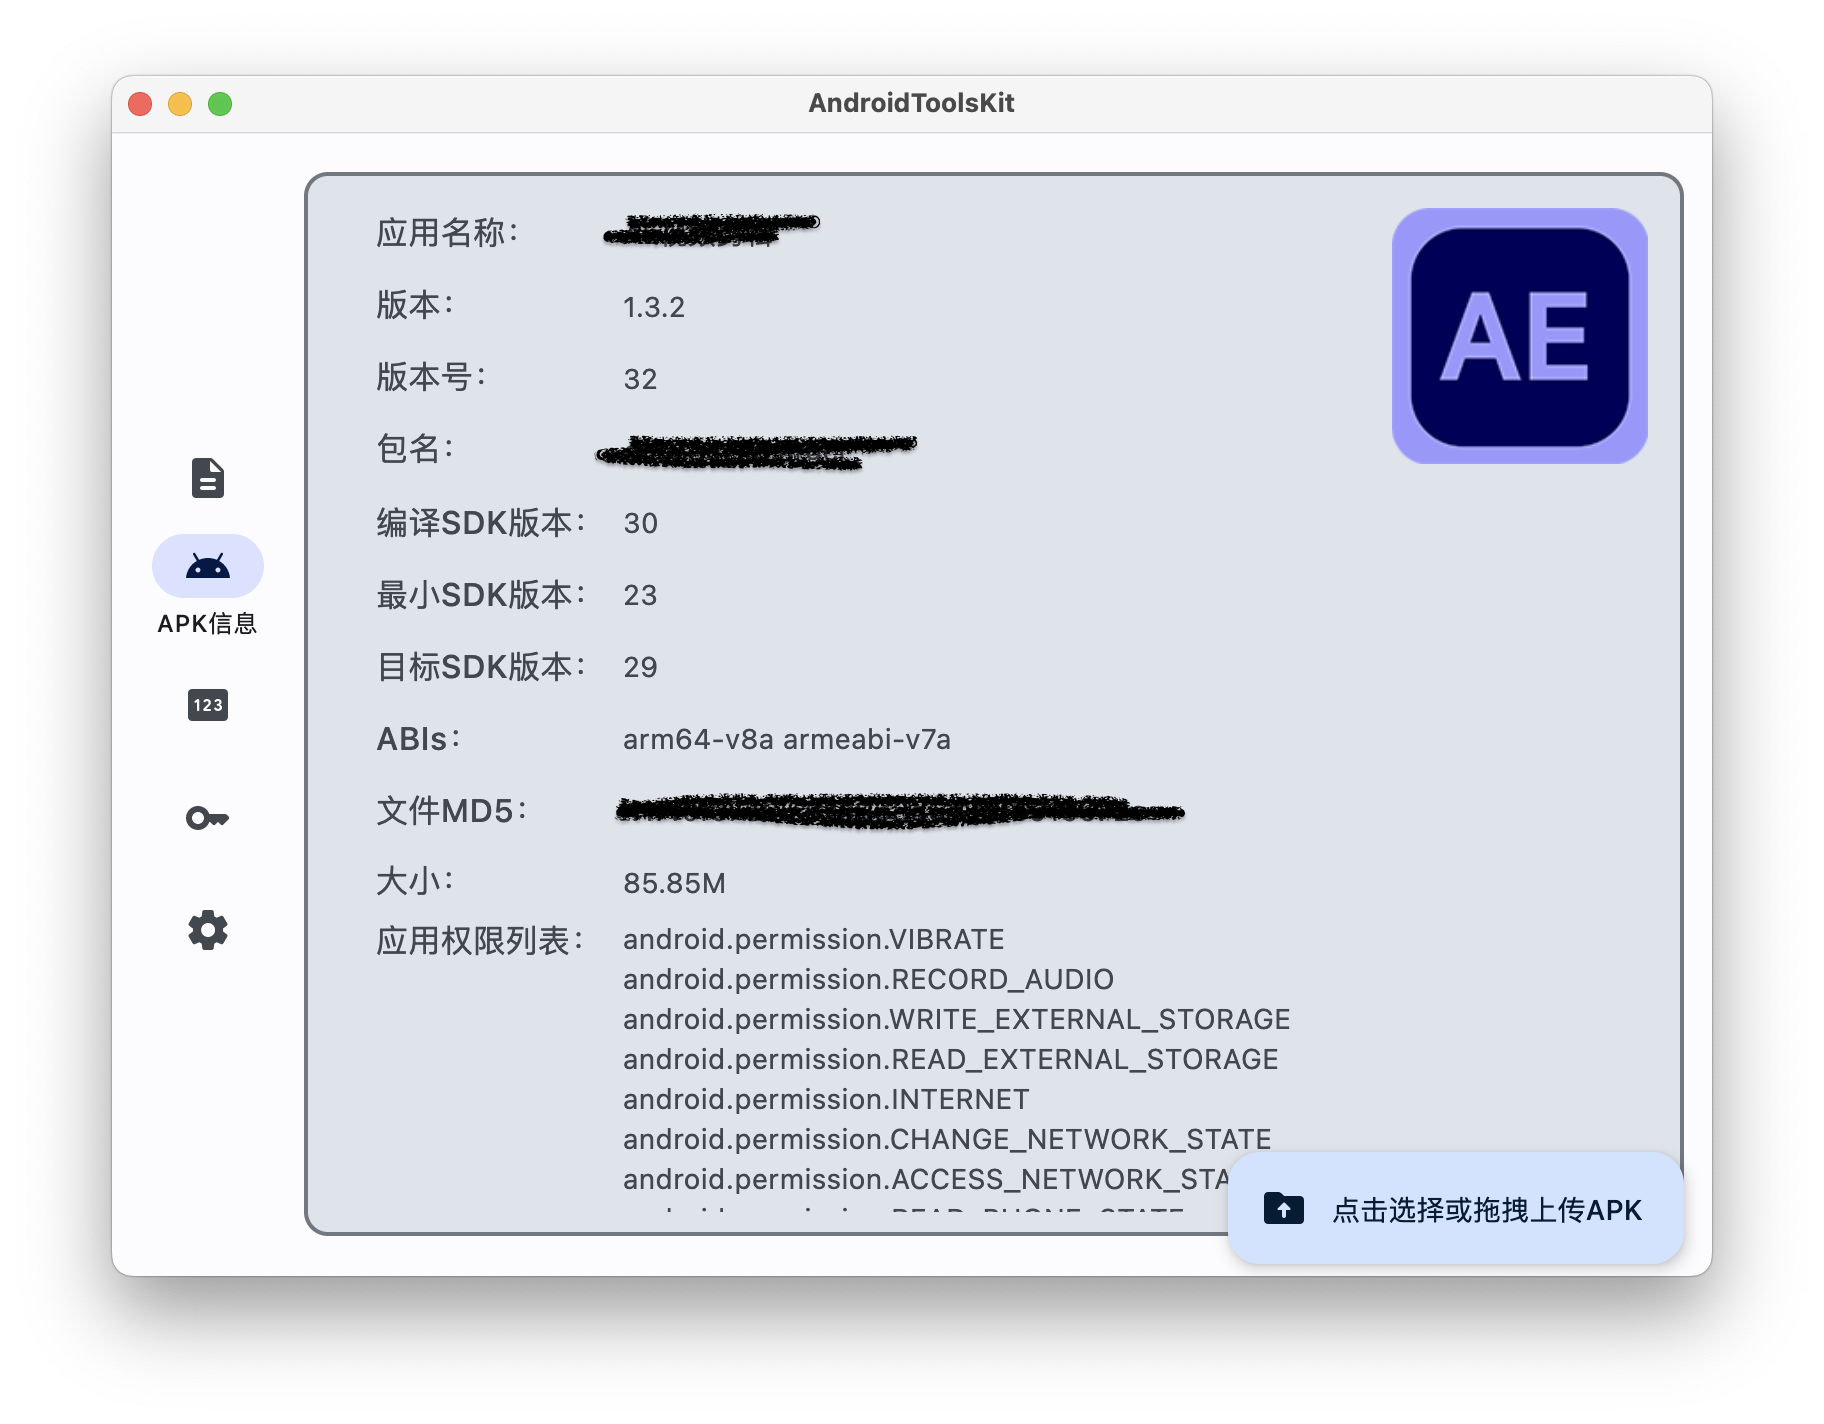 AndroidToolsKit
应用名称：
版本： 1.3.2
版本号： 32
包名：
编译SDK版本： 30
最小SDK版本： 23
目标SDK版本： 29
ABIs： arm64-v8a armeabi-v7a
文件MD5：
大小： 85.85M
应用权限列表： android.permission.VIBRATE
android.permission.RECORD_AUDIO
android.permission.WRITE_EXTERNAL_STORAGE
android.permission.READ_EXTERNAL_STORAGE
android.permission.INTERNET
android.permission.CHANGE_NETWORK_STATE
android.permission.ACCESS_NETWORK_STA
AE
APK信息
123
点击选择或拖拽上传APK